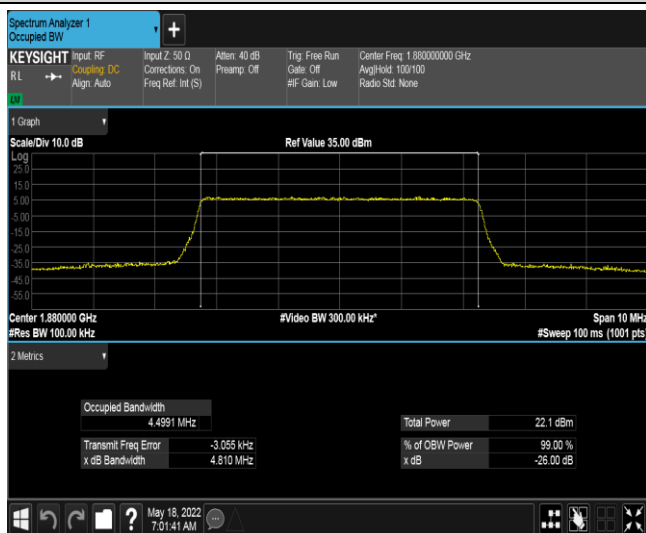 Spectrum Analyzer 1
Occupied BW
+
KEYSIGHT
Input: RF
Input Z: 50 Ω
Atten: 40 dB
Trig: Free Run
Center Freq: 1.880000000 GHz
R L
Coupling: DC
Corrections: On
Preamp: Off
Gate: Off
Avg|Hold: 100/100
Align: Auto
Freq Ref: Int (S)
#IF Gain: Low
Radio Std: None
1 Graph
Scale/Div 10.0 dB
Ref Value 35.00 dBm
Log
25.0
15.0
5.00
-5.00
-15.0
-25.0
-35.0
-45.0
-55.0
Center 1.880000 GHz
#Video BW 300.00 kHz*
Span 10 MHz
#Res BW 100.00 kHz
#Sweep 100 ms (1001 pts)
2 Metrics
Occupied Bandwidth
4.4991 MHz
Total Power 22.1 dBm
Transmit Freq Error -3.055 kHz
% of OBW Power 99.00 %
x dB Bandwidth 4.810 MHz
x dB -26.00 dB
?
May 18, 2022
7:01:41 AM